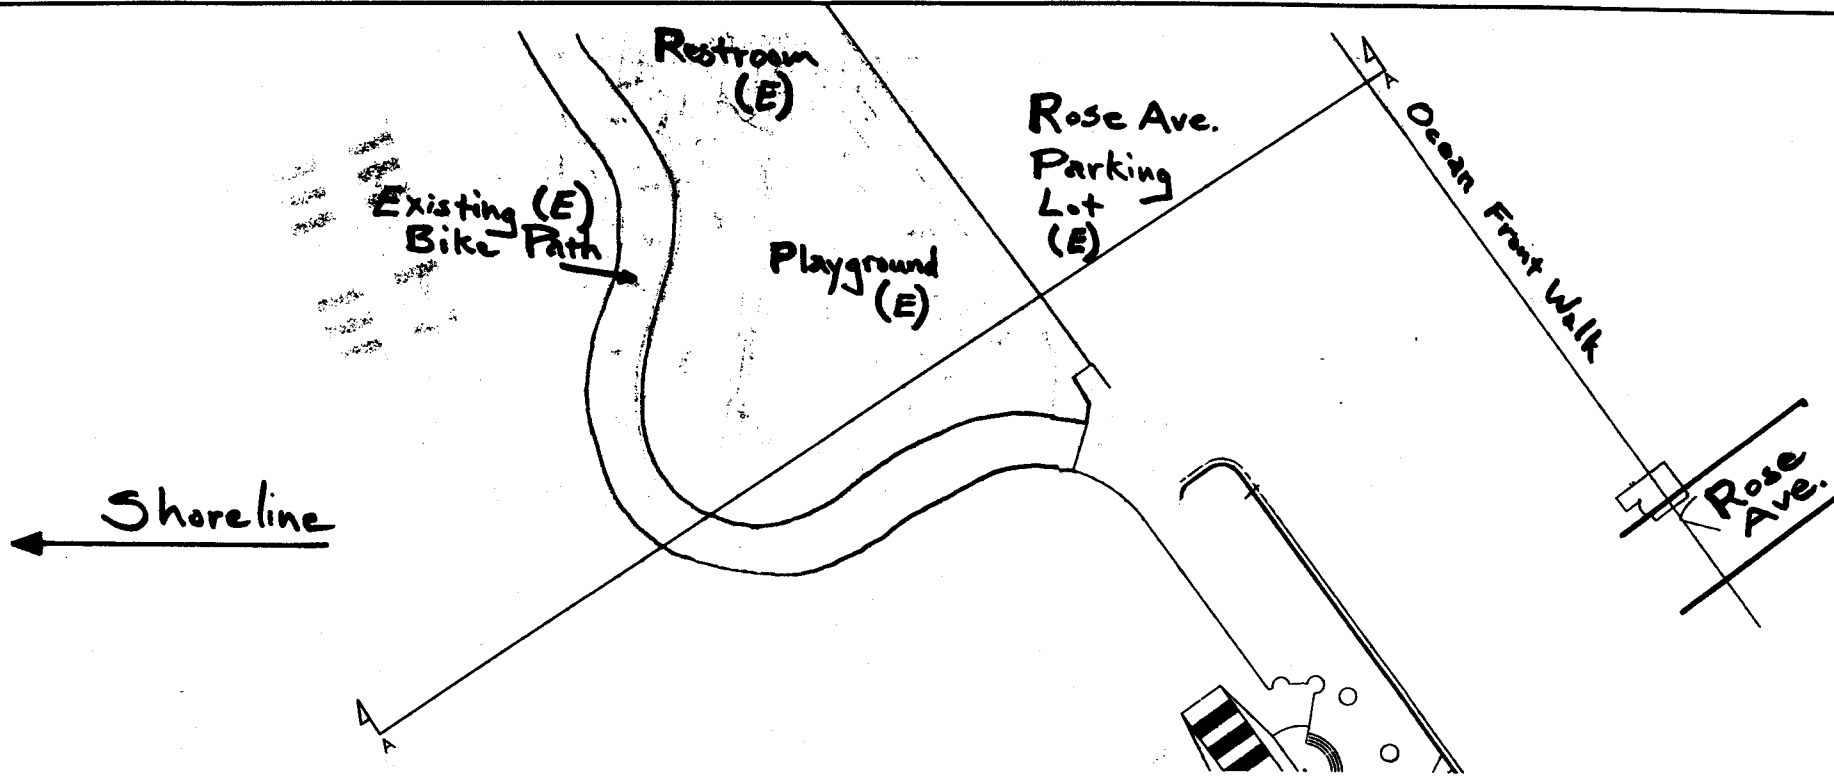 Restroom
(E)
Rose Ave.
Parking
Lot
(E)
A
Ocean Front Walk
Existing (E)
Bike Path
Playground
(E)
Shoreline
Rose
Ave.
A